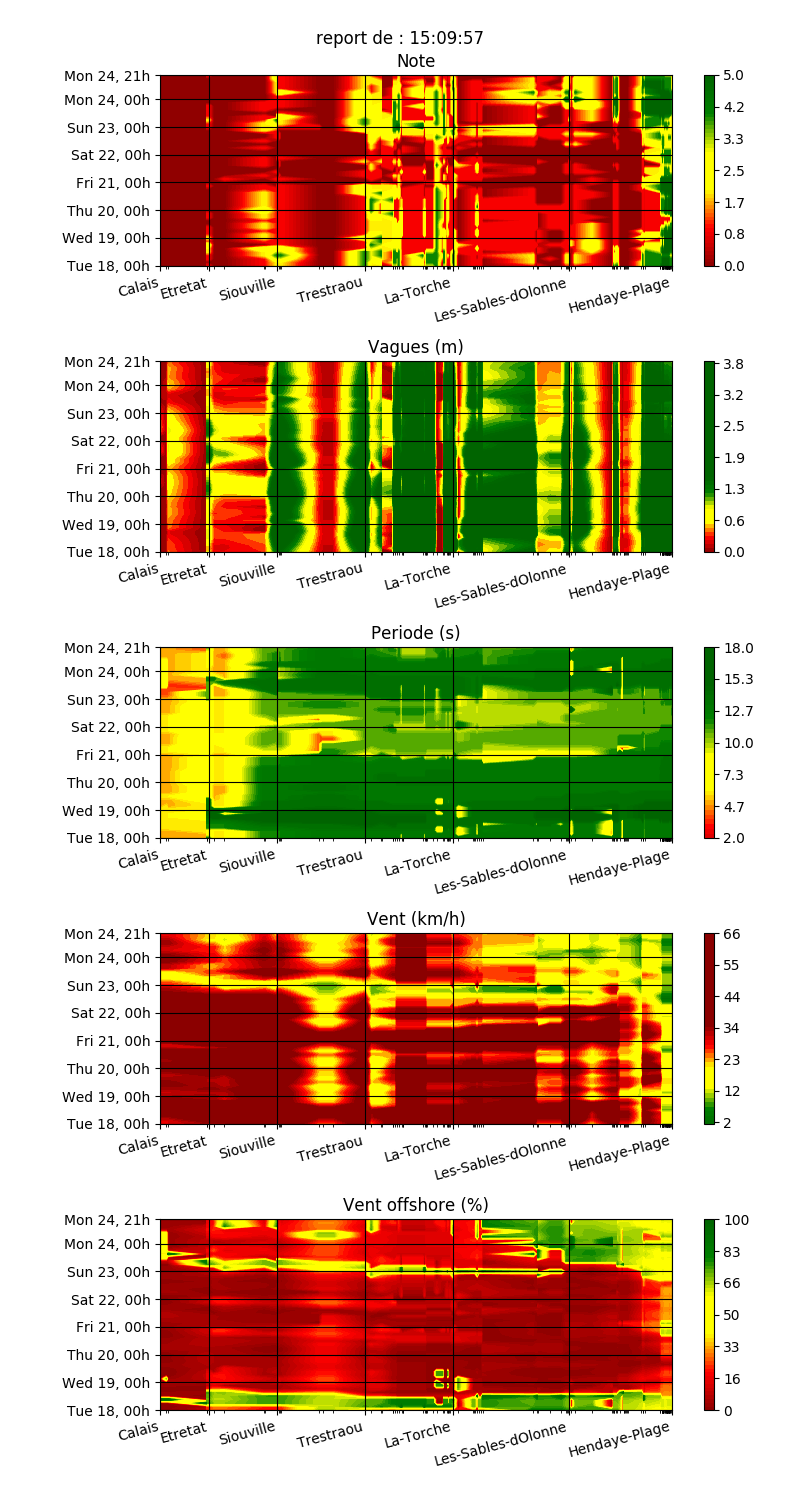 report de : 15:09:57
Note
Mon 24, 21h
Mon 24, 00h
Sun 23, 00h
Sat 22, 00h
Fri 21, 00h
Thu 20, 00h
Wed 19, 00h
Tue 18, 00h
Calais Etretat Siouville Trestraou La-Torche Les-Sables-dOlonne Hendaye-Plage
5.0
4.2
3.3
2.5
1.7
0.8
0.0
Vagues (m)
Mon 24, 21h
Mon 24, 00h
Sun 23, 00h
Sat 22, 00h
Fri 21, 00h
Thu 20, 00h
Wed 19, 00h
Tue 18, 00h
Calais Etretat Siouville Trestraou La-Torche Les-Sables-dOlonne Hendaye-Plage
3.8
3.2
2.5
1.9
1.3
0.6
0.0
Periode (s)
Mon 24, 21h
Mon 24, 00h
Sun 23, 00h
Sat 22, 00h
Fri 21, 00h
Thu 20, 00h
Wed 19, 00h
Tue 18, 00h
Calais Etretat Siouville Trestraou La-Torche Les-Sables-dOlonne Hendaye-Plage
18.0
15.3
12.7
10.0
7.3
4.7
2.0
Vent (km/h)
Mon 24, 21h
Mon 24, 00h
Sun 23, 00h
Sat 22, 00h
Fri 21, 00h
Thu 20, 00h
Wed 19, 00h
Tue 18, 00h
Calais Etretat Siouville Trestraou La-Torche Les-Sables-dOlonne Hendaye-Plage
66
55
44
34
23
12
2
Vent offshore (%)
Mon 24, 21h
Mon 24, 00h
Sun 23, 00h
Sat 22, 00h
Fri 21, 00h
Thu 20, 00h
Wed 19, 00h
Tue 18, 00h
Calais Etretat Siouville Trestraou La-Torche Les-Sables-dOlonne Hendaye-Plage
100
83
66
50
33
16
0